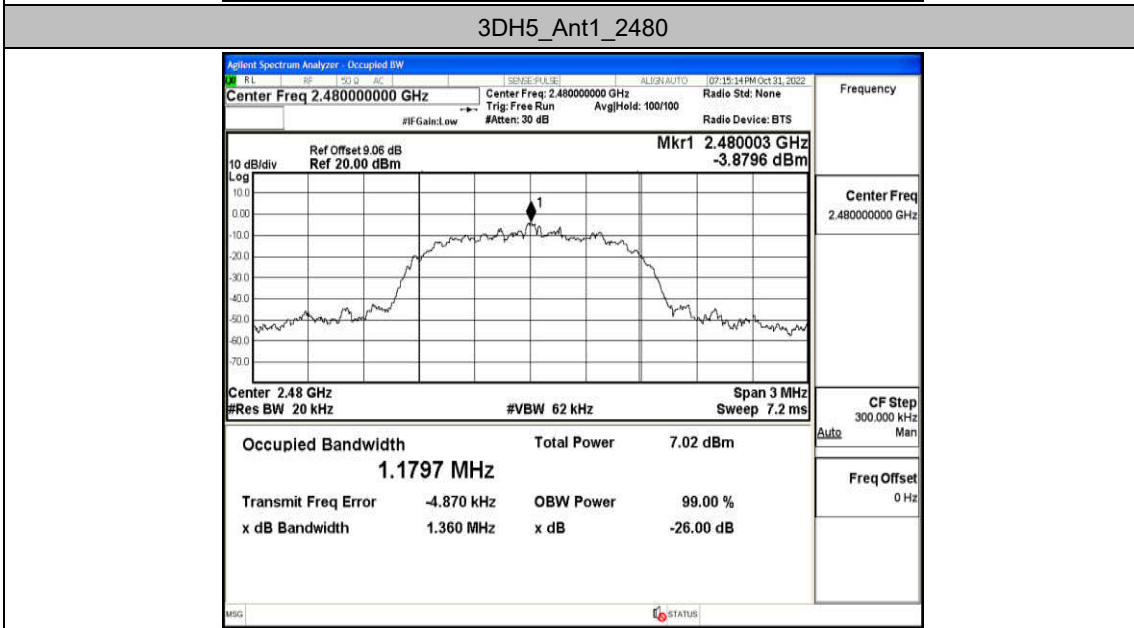 3DH5_Ant1_2480
Agilent Spectrum Analyzer - Occupied BW
RL RF 50 Ω AC SENSE:PULSE ALIGN AUTO 07:15:14 PM Oct 31, 2022
Center Freq 2.480000000 GHz Center Freq: 2.480000000 GHz Radio Std: None
Trig: Free Run Avg|Hold: 100/100
#IFGain:Low #Atten: 30 dB Radio Device: BTS
Ref Offset 9.06 dB Mkr1 2.480003 GHz
10 dB/div Ref 20.00 dBm -3.8796 dBm
Log
10.0
0.00
-10.0
-20.0
-30.0
-40.0
-50.0
-60.0
-70.0
1
Center 2.48 GHz Span 3 MHz
#Res BW 20 kHz #VBW 62 kHz Sweep 7.2 ms
Occupied Bandwidth Total Power 7.02 dBm
1.1797 MHz
Transmit Freq Error -4.870 kHz OBW Power 99.00 %
x dB Bandwidth 1.360 MHz x dB -26.00 dB
MSG STATUS
Frequency
Center Freq
2.480000000 GHz
CF Step
300.000 kHz
Auto Man
Freq Offset
0 Hz